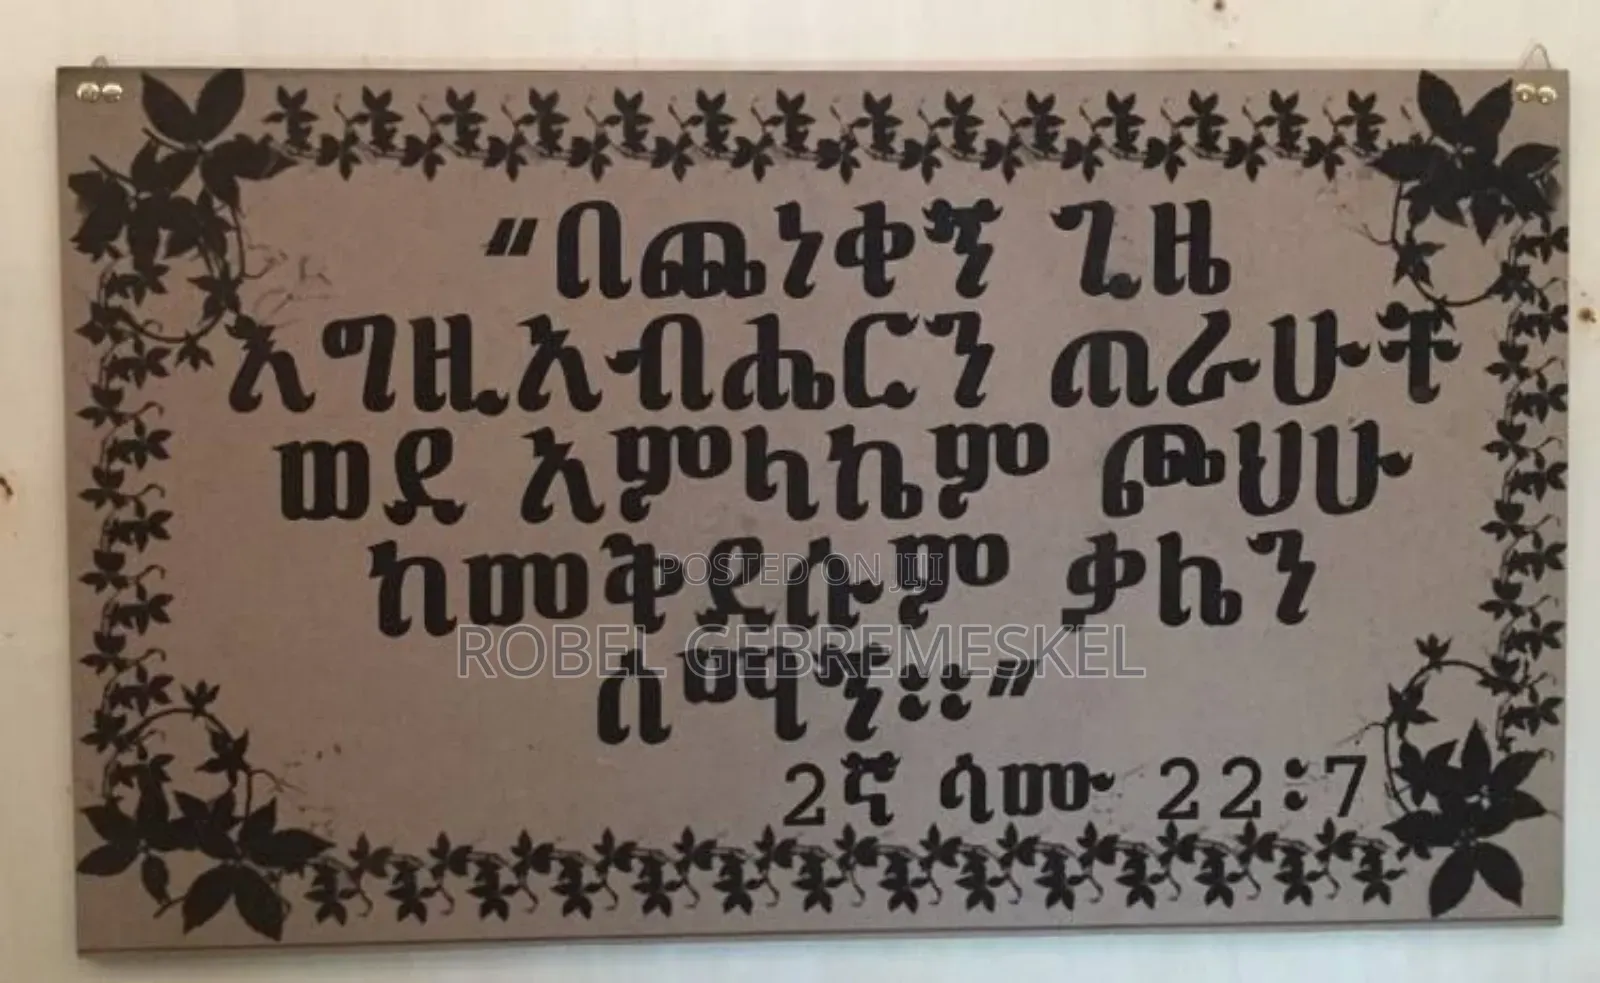 “በጨነቀኝ ጊዜ
እግዚአብሔርን ጠራሁት
ወደ አምላኬም ጮህሁ
ከመቅደሱም ቃሌን
POSTED ON JIJI
ROBEL GEBREMESKEL
ሰማኝ።”
2ኛ ሳሙ 22፡7